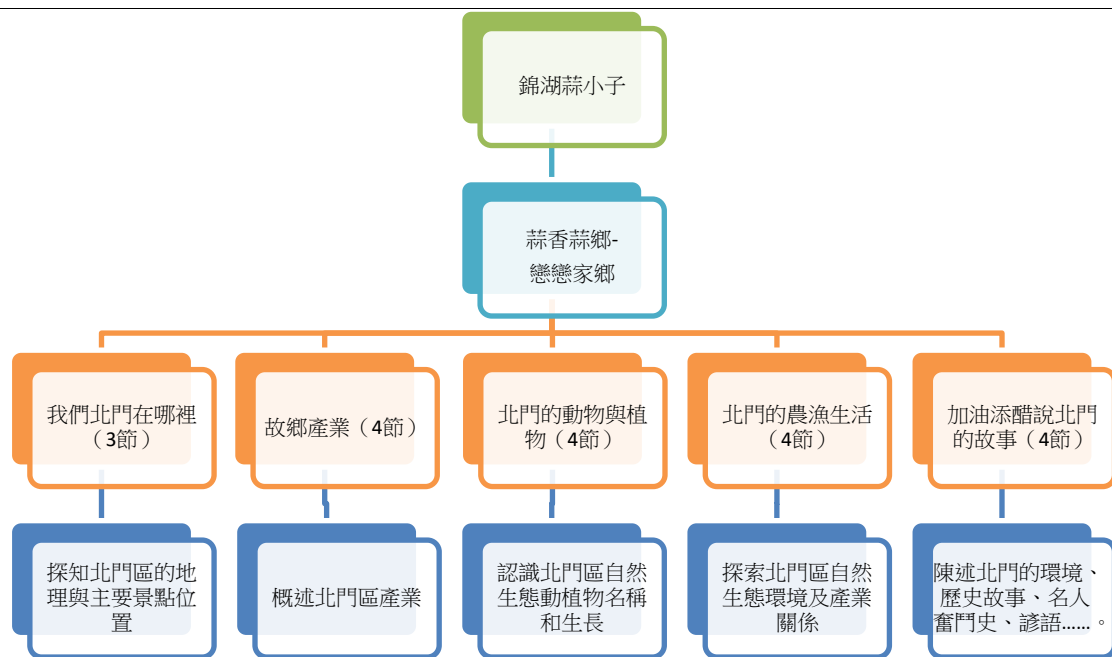 錦湖蒜小子
蒜香蒜鄉-
戀戀家鄉
我們北門在哪裡
（3節）
故鄉產業（4節）
北門的動物與植
物（4節）
北門的農漁生活
（4節）
加油添醋說北門
的故事（4節）
探知北門區的地
理與主要景點位
置
概述北門區產業
認識北門區自然
生態動植物名稱
和生長
探索北門區自然
生態環境及產業
關係
陳述北門的環境、
歷史故事、名人
奮鬥史、諺語......。